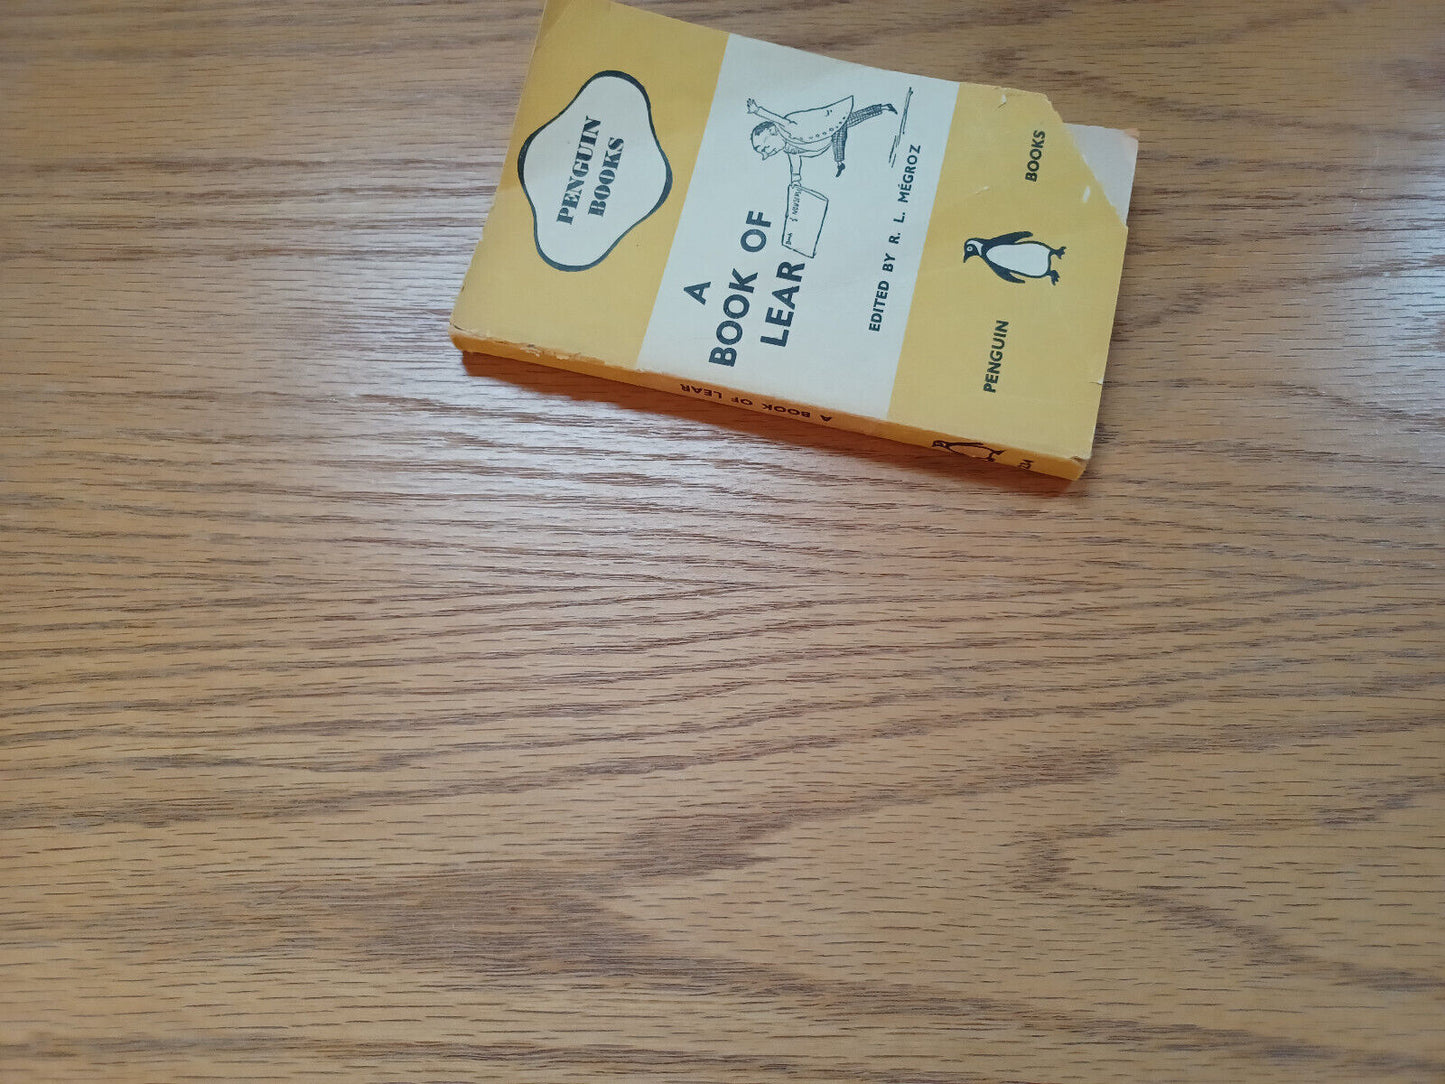 PENGUIN
BOOKS
A
BOOK OF
LEAR
EDITED BY R. L. MÉGROZ
PENGUIN
BOOKS
A BOOK OF LEAR